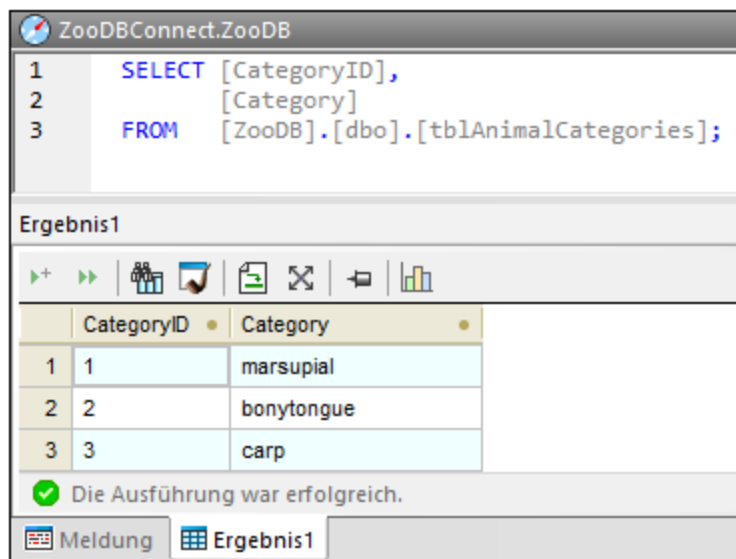 ZooDBConnect.ZooDB
1 SELECT [CategoryID],
2 [Category]
3 FROM [ZooDB].[dbo].[tblAnimalCategories];
Ergebnis1
CategoryID Category
1 1 marsupial
2 2 bonytongue
3 3 carp
Die Ausführung war erfolgreich.
Meldung Ergebnis1